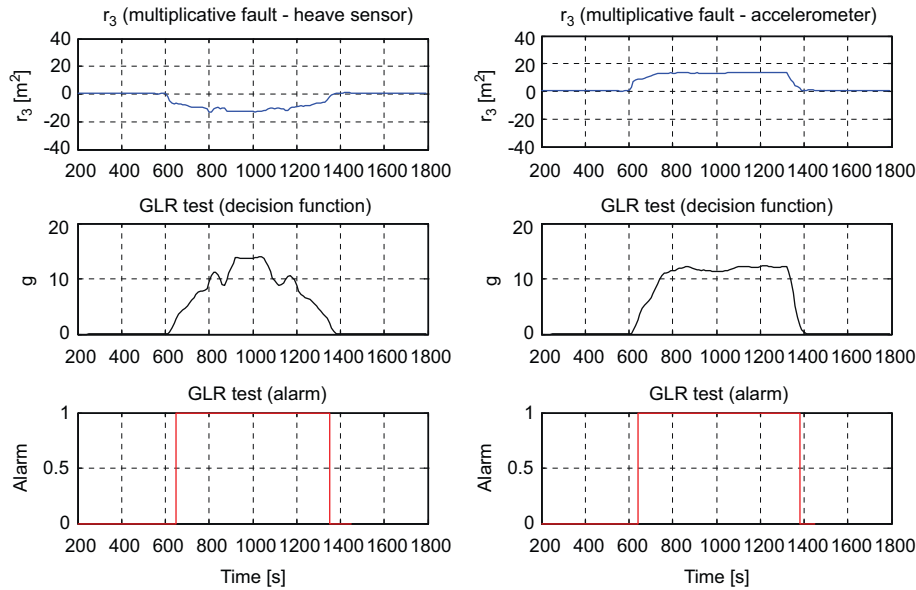 r3 (multiplicative fault - heave sensor)
40
20
0
-20
-40
r3 [m²]
200 400 600 800 1000 1200 1400 1600 1800
GLR test (decision function)
20
10
0
g
200 400 600 800 1000 1200 1400 1600 1800
GLR test (alarm)
1
0.5
0
Alarm
200 400 600 800 1000 1200 1400 1600 1800
Time [s]
r3 (multiplicative fault - accelerometer)
40
20
0
-20
-40
r3 [m²]
200 400 600 800 1000 1200 1400 1600 1800
GLR test (decision function)
20
10
0
g
200 400 600 800 1000 1200 1400 1600 1800
GLR test (alarm)
1
0.5
0
Alarm
200 400 600 800 1000 1200 1400 1600 1800
Time [s]